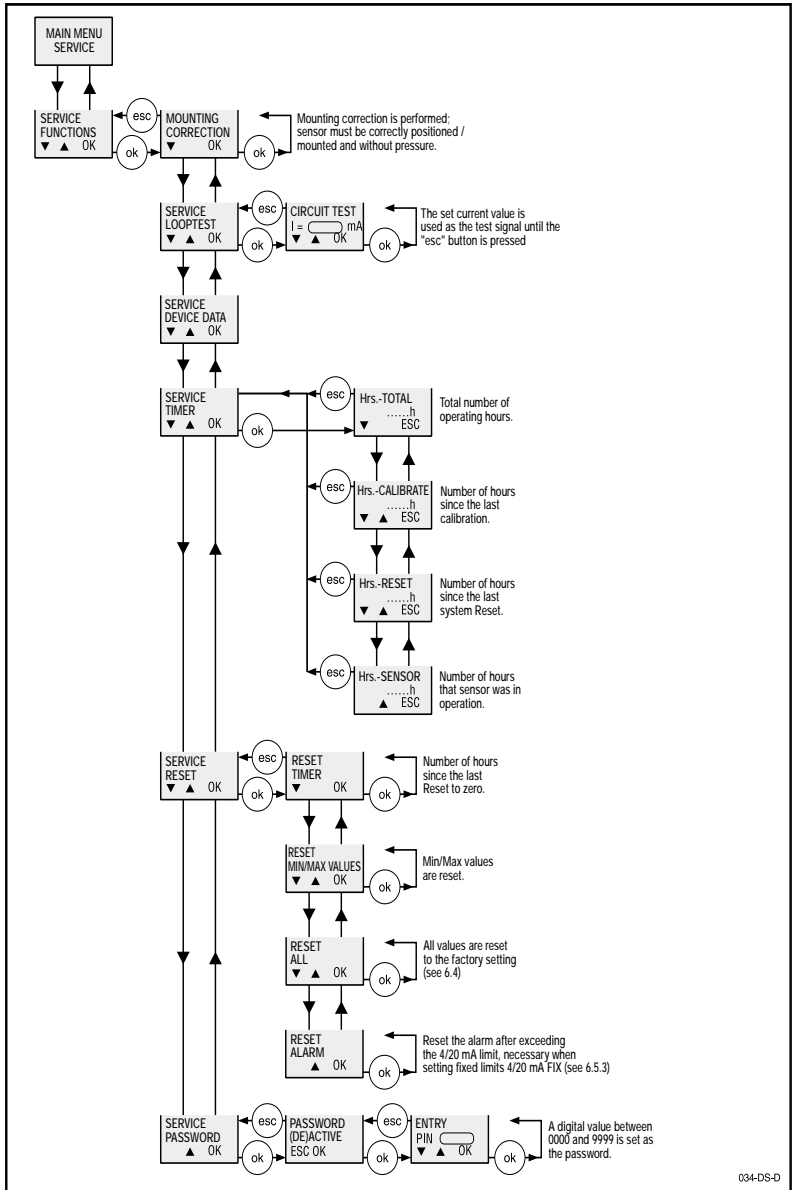 MAIN MENU
SERVICE
SERVICE
FUNCTIONS
▼ ▲ OK
esc
ok
MOUNTING
CORRECTION
▼ OK
ok
Mounting correction is performed;
sensor must be correctly positioned /
mounted and without pressure.
SERVICE
LOOPTEST
▼ ▲ OK
esc
ok
CIRCUIT TEST
I = mA
▼ ▲ OK
ok
The set current value is
used as the test signal until the
"esc" button is pressed
SERVICE
DEVICE DATA
▼ ▲ OK
SERVICE
TIMER
▼ ▲ OK
esc
ok
Hrs.-TOTAL
......h
▼ ESC
Total number of
operating hours.
esc
Hrs.-CALIBRATE
......h
▼ ▲ ESC
Number of hours
since the last
calibration.
esc
Hrs.-RESET
......h
▼ ▲ ESC
Number of hours
since the last
system Reset.
esc
Hrs.-SENSOR
......h
▲ ESC
Number of hours
that sensor was in
operation.
SERVICE
RESET
▼ ▲ OK
esc
ok
RESET
TIMER
▼ OK
ok
Number of hours
since the last
Reset to zero.
RESET
MIN/MAX VALUES
▼ ▲ OK
ok
Min/Max values
are reset.
RESET
ALL
▼ ▲ OK
ok
All values are reset
to the factory setting
(see 6.4)
RESET
ALARM
▲ OK
ok
Reset the alarm after exceeding
the 4/20 mA limit, necessary when
setting fixed limits 4/20 mA FIX (see 6.5.3)
SERVICE
PASSWORD
▲ OK
esc
ok
PASSWORD
(DE)ACTIVE
ESC OK
esc
ok
ENTRY
PIN
▼ ▲ OK
ok
A digital value between
0000 and 9999 is set as
the password.
034-DS-D